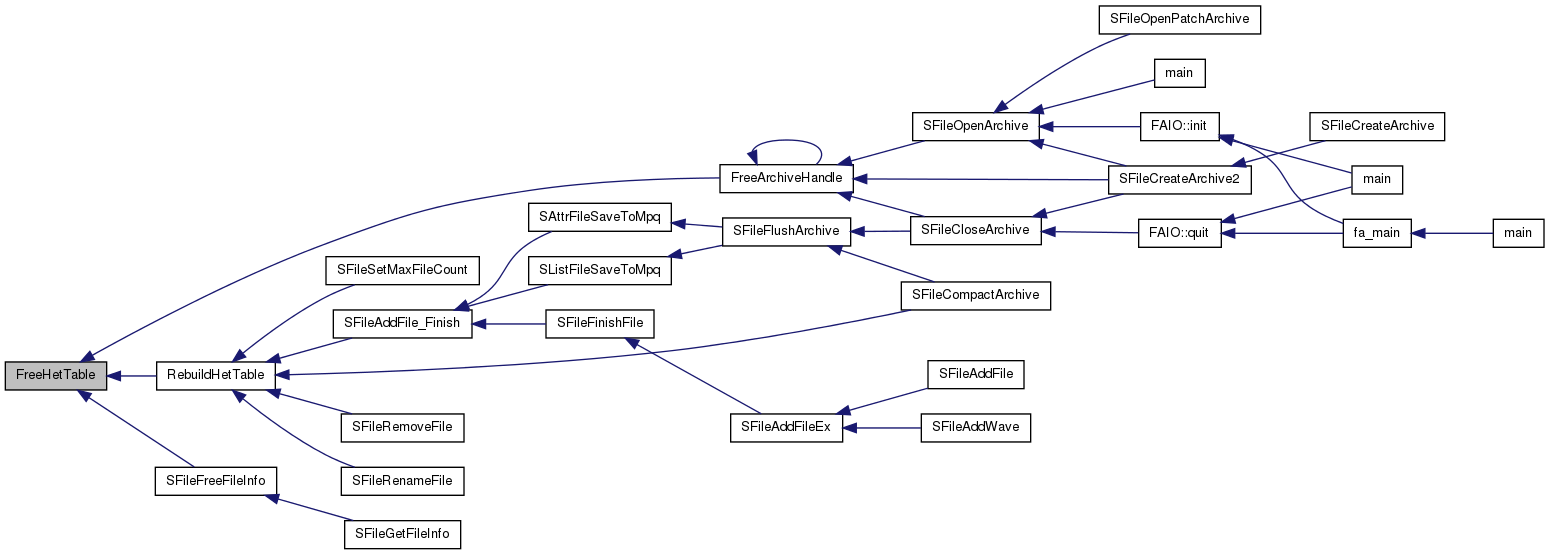 SFileOpenPatchArchive
main
SFileOpenArchive
FAIO::init
SFileCreateArchive
FreeArchiveHandle
SFileCreateArchive2
main
SAttrFileSaveToMpq
SFileFlushArchive
SFileCloseArchive
FAIO::quit
fa_main
main
SFileSetMaxFileCount
SListFileSaveToMpq
SFileCompactArchive
SFileAddFile_Finish
SFileFinishFile
FreeHetTable
RebuildHetTable
SFileAddFile
SFileRemoveFile
SFileAddFileEx
SFileAddWave
SFileFreeFileInfo
SFileRenameFile
SFileGetFileInfo